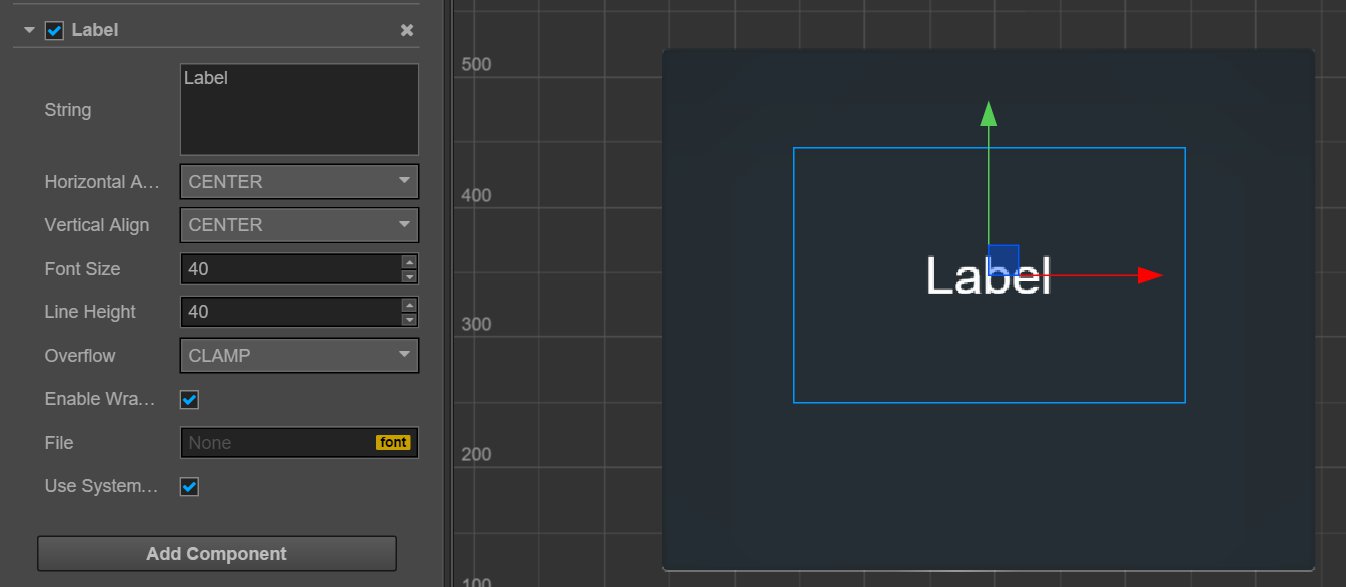 Label
String
Label
Horizontal A...
CENTER
Vertical Align
CENTER
Font Size
40
Line Height
40
Overflow
CLAMP
Enable Wra...
File
None
font
Use System...
Add Component
500
400
300
200
100
Label